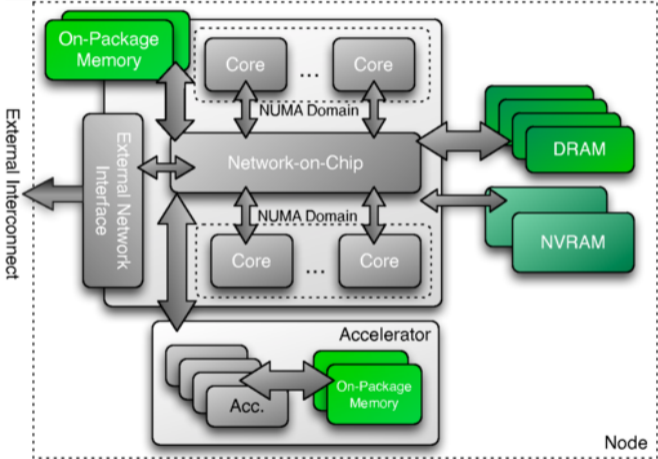 On-Package
Memory
Core
...
Core
NUMA Domain
External Interconnect
External Network
Interface
Network-on-Chip
DRAM
NUMA Domain
NVRAM
Core
...
Core
Accelerator
Acc.
On-Package
Memory
Node